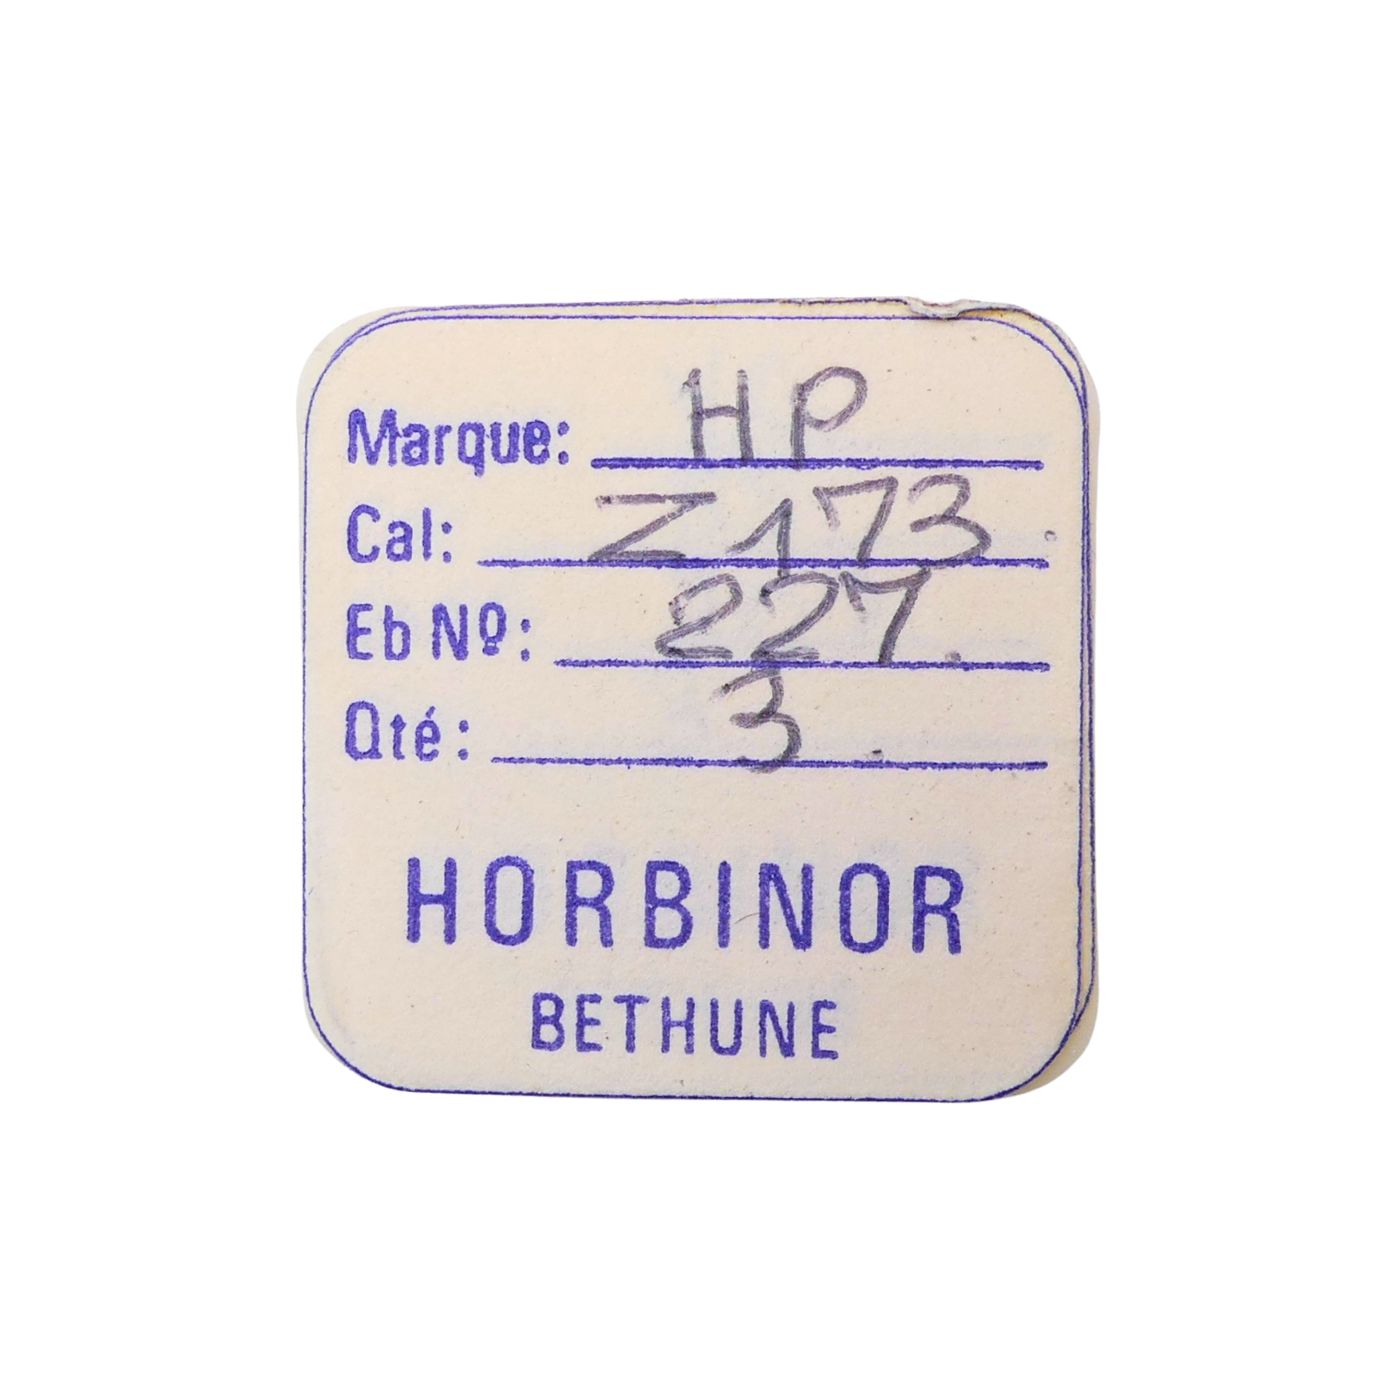 Marque: HP
Cal: Z173
Eb Nº: 227.
Qté: 3
HORBINOR
BETHUNE